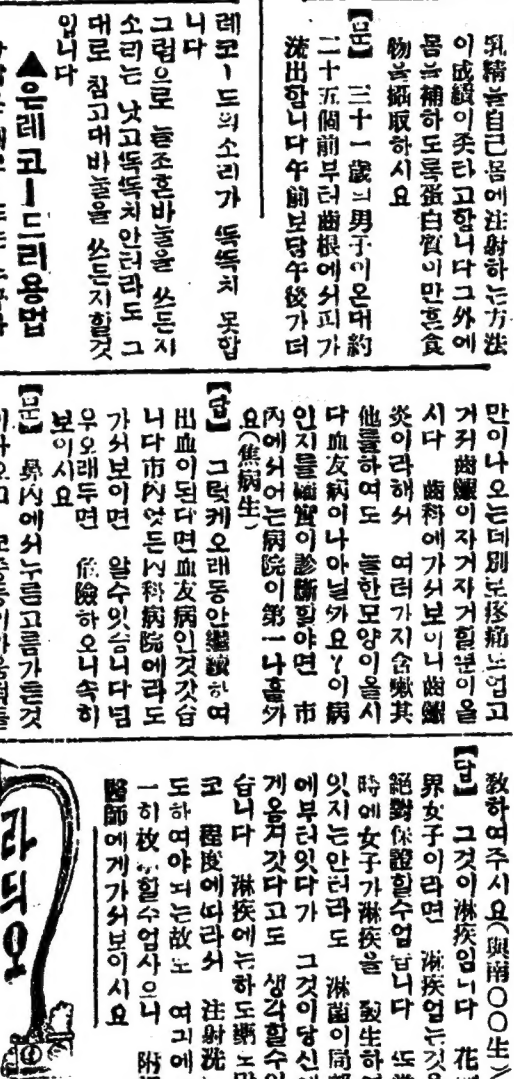 乳精을自己몸에注射하는方法
이成績이죳타고합니다그외에
몸을補하도록蛋白質이만흔食
物을攝取하시요
【문】 三十一歲의男子이온대約
二十五個前부터齒根에서피가
洗出합니다午前보담午後가더
레코ー드의소리가 똑똑치 못합
니다
그럼으로 늘조흔바눌을 쓰든지
소리는 낫고똑똑치안터라도 그
대로 참고대바눌을 쓰든지할것
입니다
▲은레코ー드리용법
만이나오는데別로疼痛도업고
거저齒齦이자거자거할뿐이올
시다 齒科에가서보이니齒齦
炎이라해서 여러가지含嗽其
他를하여도 늘한모양이올시
다血友病이나아닐까요?이病
인지를 診斷할야면 市
內에서어는病院이第一나흘까
요(焦病生)
【답】 그럿케오래동안繼續하여
出血이된다면血友病인것갓슴
니다市內엇든內科病院에라도
가서보이면 알수잇슴니다넘
우오래두면 危險하오니속히
보이시요
【문】 鼻內에서누름고름가튼것
敎하여주시요(興南〇〇生)
【답】 그것이淋疾임니다 花
界女子이라면 淋疾업는것을
絕對保證할수업습니다 또
時에女子가淋疾을 發生하
잇지는안터라도 淋菌이局部
에부터잇다가 그것이당신에
게옴겨갓다고도 생각할수
습니다 淋疾에는하도藥도만
코 程度에따라서 注射洗
도하여야되는故로 여긔에
一히枚擧할수업사으니 附
醫師에게가서보이시요
라듸오